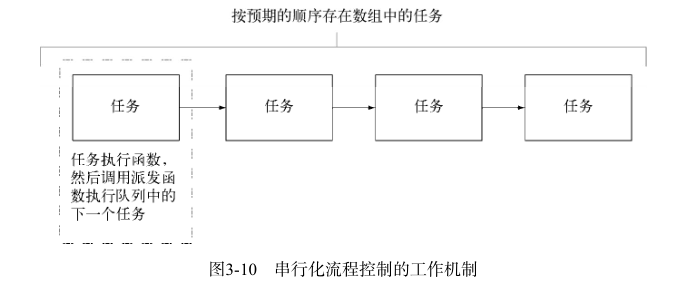 按预期的顺序存在数组中的任务
任务
任务
任务
任务
任务执行函数，
然后调用派发函
数执行队列中的
下一个任务
图3-10 串行化流程控制的工作机制